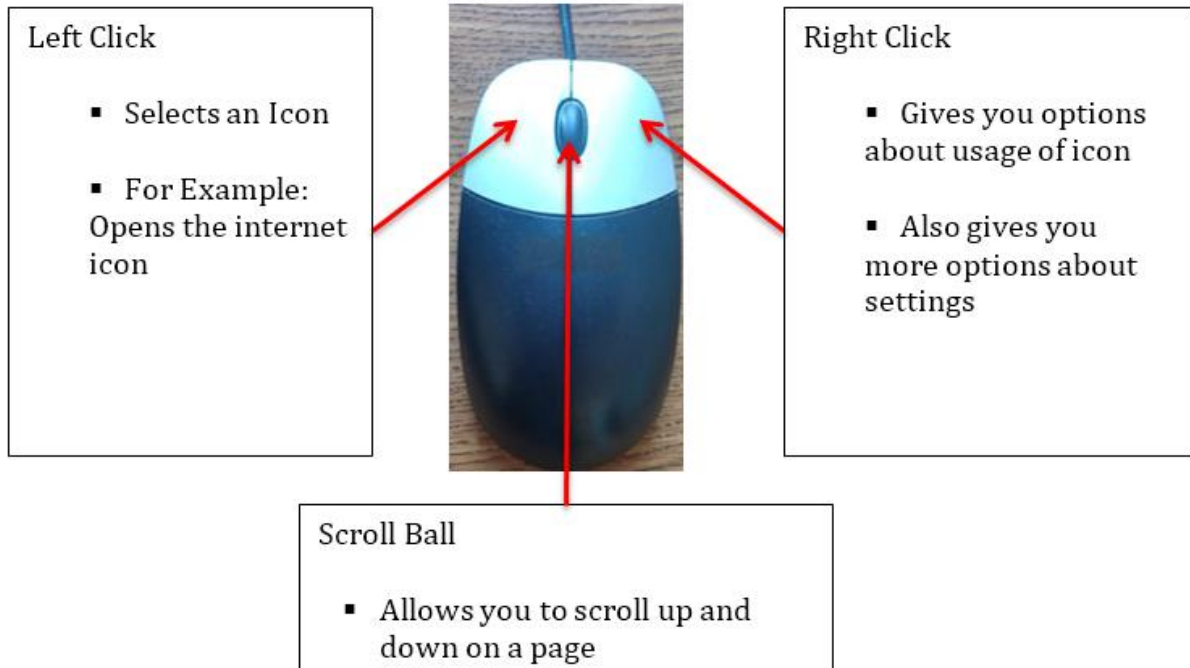 Left Click
▪ Selects an Icon
▪ For Example:
Opens the internet
icon
Right Click
▪ Gives you options
about usage of icon
▪ Also gives you
more options about
settings
Scroll Ball
▪ Allows you to scroll up and
down on a page